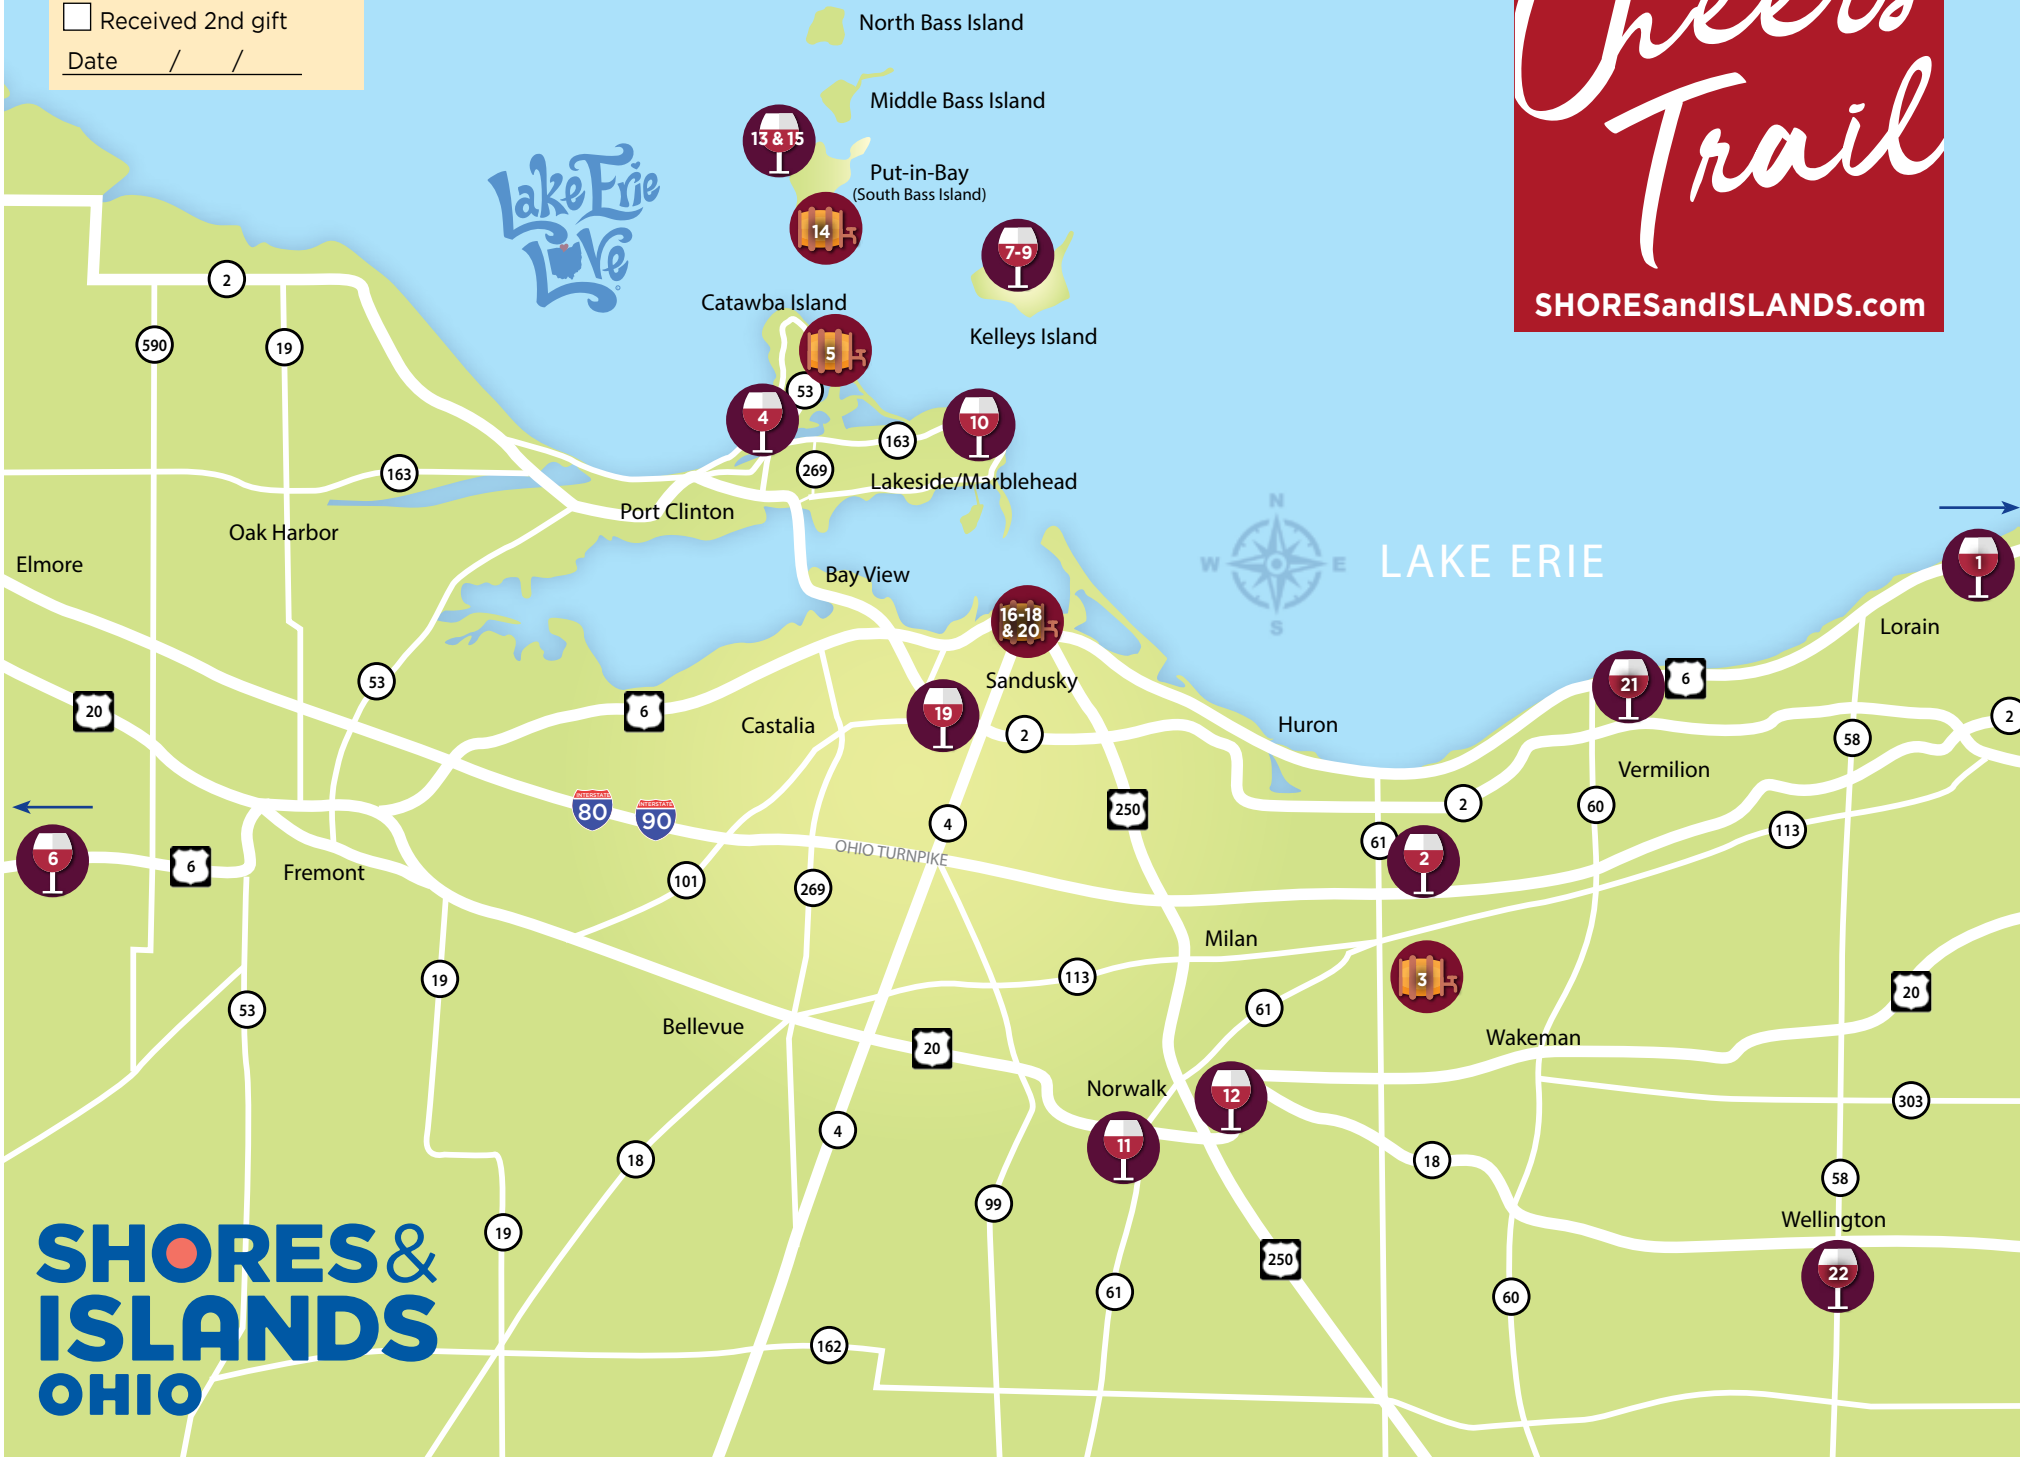 Received 2nd gift
Date / /
Cheers
Trail
SHORESandISLANDS.com
North Bass Island
Middle Bass Island
13 & 15
Put-in-Bay
(South Bass Island)
14
Lake Erie
Love
7-9
Kelleys Island
Catawba Island
5
53
4
10
163
269
Lakeside/Marblehead
2
590
19
163
Port Clinton
Oak Harbor
Elmore
N
W
E
S
LAKE ERIE
1
Lorain
Bay View
16-18
& 20
Sandusky
53
20
6
Castalia
19
2
Huron
21
6
2
58
Vermilion
INTERSTATE
80
INTERSTATE
90
OHIO TURNPIKE
4
250
2
60
113
61
2
6
6
Fremont
101
269
Milan
113
3
19
53
61
20
Bellevue
20
Wakeman
Norwalk
12
303
11
18
4
18
99
58
Wellington
22
19
250
61
60
162
SHORES&
ISLANDS
OHIO